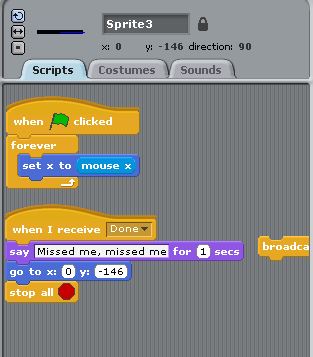 Sprite3
x: 0 y: -146 direction: 90
Scripts Costumes Sounds
when clicked
forever
set x to mouse x
when I receive Done
say Missed me, missed me for 1 secs
broadca
go to x: 0 y: -146
stop all